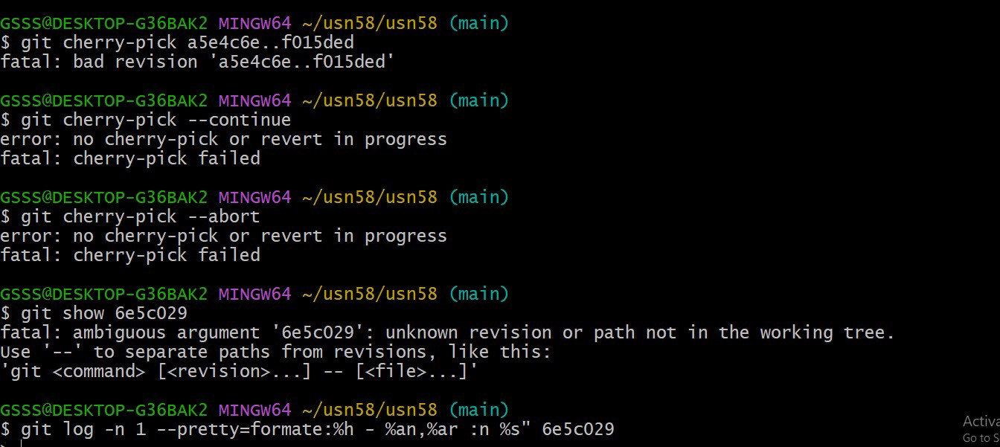 GSSS@DESKTOP-G36BAK2 MINGW64 ~/usn58/usn58 (main)
$ git cherry-pick a5e4c6e..f015ded
fatal: bad revision 'a5e4c6e..f015ded'
GSSS@DESKTOP-G36BAK2 MINGW64 ~/usn58/usn58 (main)
$ git cherry-pick --continue
error: no cherry-pick or revert in progress
fatal: cherry-pick failed
GSSS@DESKTOP-G36BAK2 MINGW64 ~/usn58/usn58 (main)
$ git cherry-pick --abort
error: no cherry-pick or revert in progress
fatal: cherry-pick failed
GSSS@DESKTOP-G36BAK2 MINGW64 ~/usn58/usn58 (main)
$ git show 6e5c029
fatal: ambiguous argument '6e5c029': unknown revision or path not in the working tree.
Use '--' to separate paths from revisions, like this:
'git <command> [<revision>...] -- [<file>...]'
GSSS@DESKTOP-G36BAK2 MINGW64 ~/usn58/usn58 (main)
$ git log -n 1 --pretty=formate:%h - %an,%ar :n %s" 6e5c029
Activa
Go to S